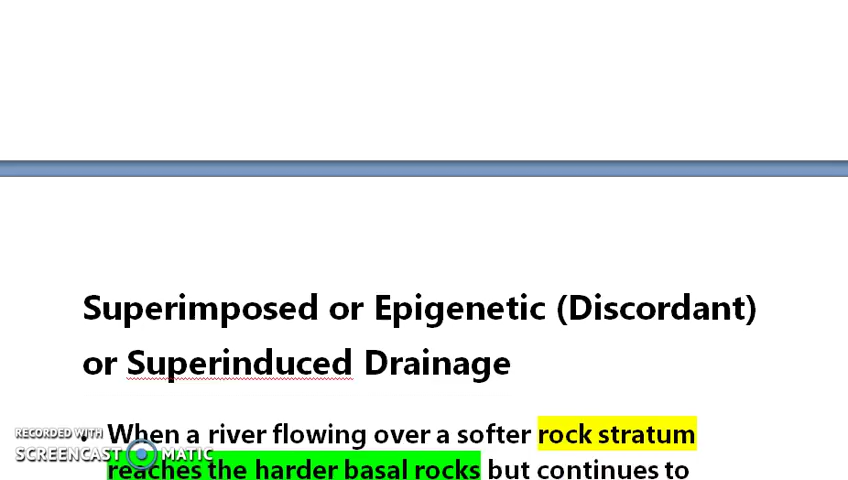 Superimposed or Epigenetic (Discordant)
or Superinduced Drainage
• When a river flowing over a softer rock stratum
reaches the harder basal rocks but continues to
RECORDED WITH
SCREENCAST MATIC